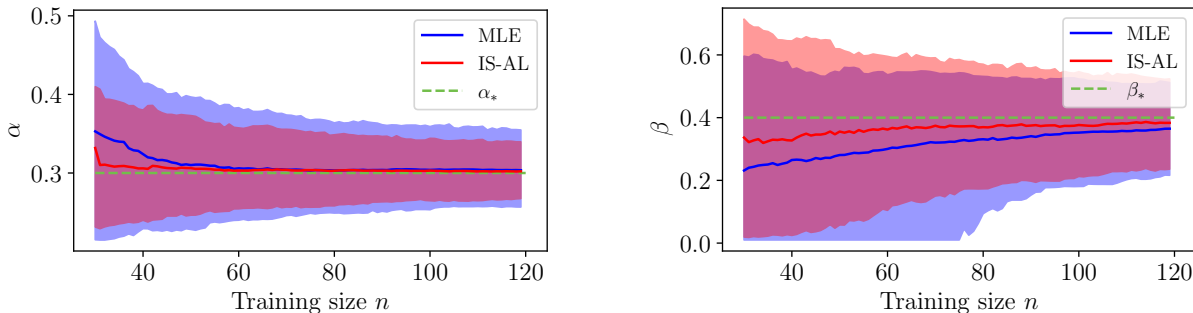 0.5
0.4
0.3
α
MLE
IS-AL
α*
40
60
80
100
120
Training size n
0.6
0.4
0.2
0.0
β
MLE
IS-AL
β*
40
60
80
100
120
Training size n